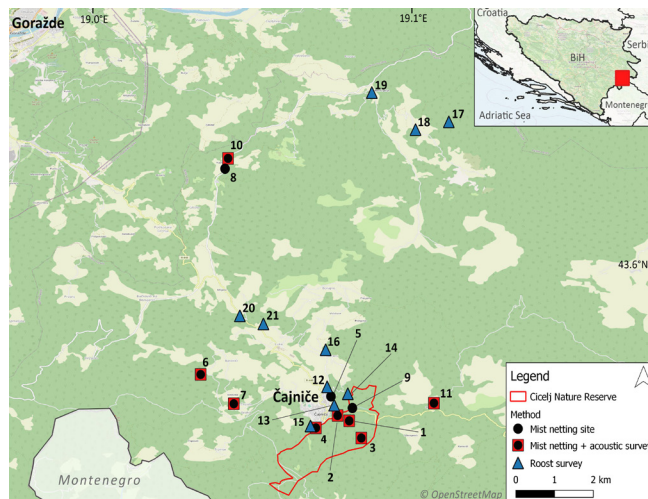 Goražde
19.0°E
19.1°E
Croatia
BiH
Serbi
Montenegro
Adriatic Sea
19
17
18
10
8
43.6°N
20
21
16
5
14
6
12
9
7
Čajniče
11
13
15
4
1
3
2
Montenegro
Legend
Cicelj Nature Reserve
Method
Mist netting site
Mist netting + acoustic survey
Roost survey
0 1 2 km
© OpenStreetMap